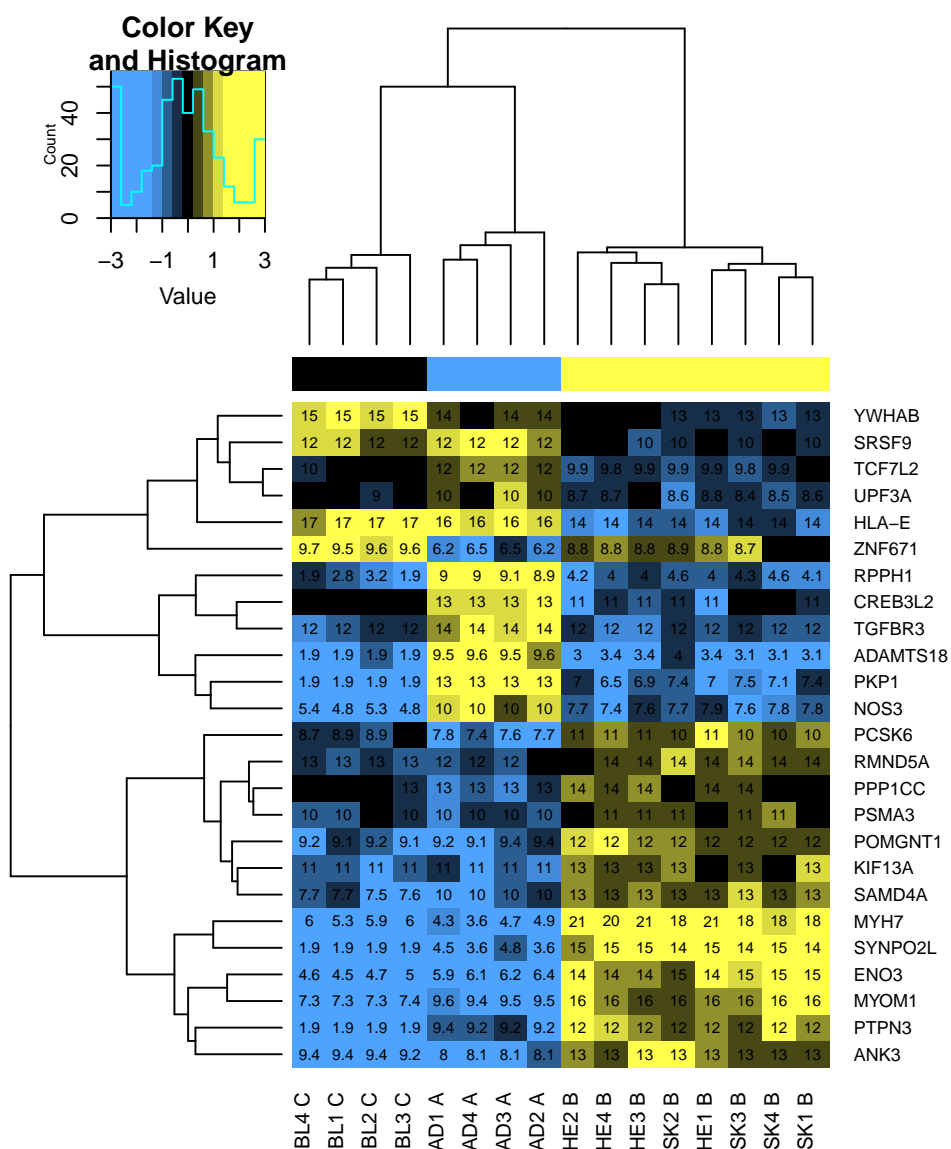 Color Key
and Histogram
Count
0 20 40
−3 −1 1 3
Value
15 15 15 15 14 14 14 13 13 13 13 13 YWHAB
12 12 12 12 12 12 12 12 10 10 10 10 SRSF9
10 12 12 12 12 9.9 9.8 9.9 9.9 9.9 9.8 9.9 TCF7L2
9 10 10 10 8.7 8.7 8.6 8.8 8.4 8.5 8.6 UPF3A
17 17 17 17 16 16 16 16 14 14 14 14 14 14 14 14 HLA−E
9.7 9.5 9.6 9.6 6.2 6.5 6.5 6.2 8.8 8.8 8.8 8.9 8.8 8.7 ZNF671
1.9 2.8 3.2 1.9 9 9 9.1 8.9 4.2 4 4 4.6 4 4.3 4.6 4.1 RPPH1
13 13 13 13 11 11 11 11 11 11 CREB3L2
12 12 12 12 14 14 14 14 12 12 12 12 12 12 12 12 TGFBR3
1.9 1.9 1.9 1.9 9.5 9.6 9.5 9.6 3 3.4 3.4 4 3.4 3.1 3.1 3.1 ADAMTS18
1.9 1.9 1.9 1.9 13 13 13 13 7 6.5 6.9 7.4 7 7.5 7.1 7.4 PKP1
5.4 4.8 5.3 4.8 10 10 10 10 7.7 7.4 7.6 7.7 7.9 7.6 7.8 7.8 NOS3
8.7 8.9 8.9 7.8 7.4 7.6 7.7 11 11 11 10 11 10 10 10 PCSK6
13 13 13 13 12 12 12 14 14 14 14 14 14 14 RMND5A
13 13 13 13 13 14 14 14 14 14 PPP1CC
10 10 10 10 10 10 10 11 11 11 11 11 PSMA3
9.2 9.1 9.2 9.1 9.2 9.1 9.4 9.4 12 12 12 12 12 12 12 12 POMGNT1
11 11 11 11 11 11 11 11 13 13 13 13 13 13 KIF13A
7.7 7.7 7.5 7.6 10 10 10 10 13 13 13 13 13 13 13 13 SAMD4A
6 5.3 5.9 6 4.3 3.6 4.7 4.9 21 20 21 18 21 18 18 18 MYH7
1.9 1.9 1.9 1.9 4.5 3.6 4.8 3.6 15 15 15 14 15 14 15 14 SYNPO2L
4.6 4.5 4.7 5 5.9 6.1 6.2 6.4 14 14 14 15 14 15 15 15 ENO3
7.3 7.3 7.3 7.4 9.6 9.4 9.5 9.5 16 16 16 16 16 16 16 16 MYOM1
1.9 1.9 1.9 1.9 9.4 9.2 9.2 9.2 12 12 12 12 12 12 12 12 PTPN3
9.4 9.4 9.4 9.2 8 8.1 8.1 8.1 13 13 13 13 13 13 13 13 ANK3
BL4 C
BL1 C
BL2 C
BL3 C
AD1 A
AD4 A
AD3 A
AD2 A
HE2 B
HE4 B
HE3 B
SK2 B
HE1 B
SK3 B
SK4 B
SK1 B